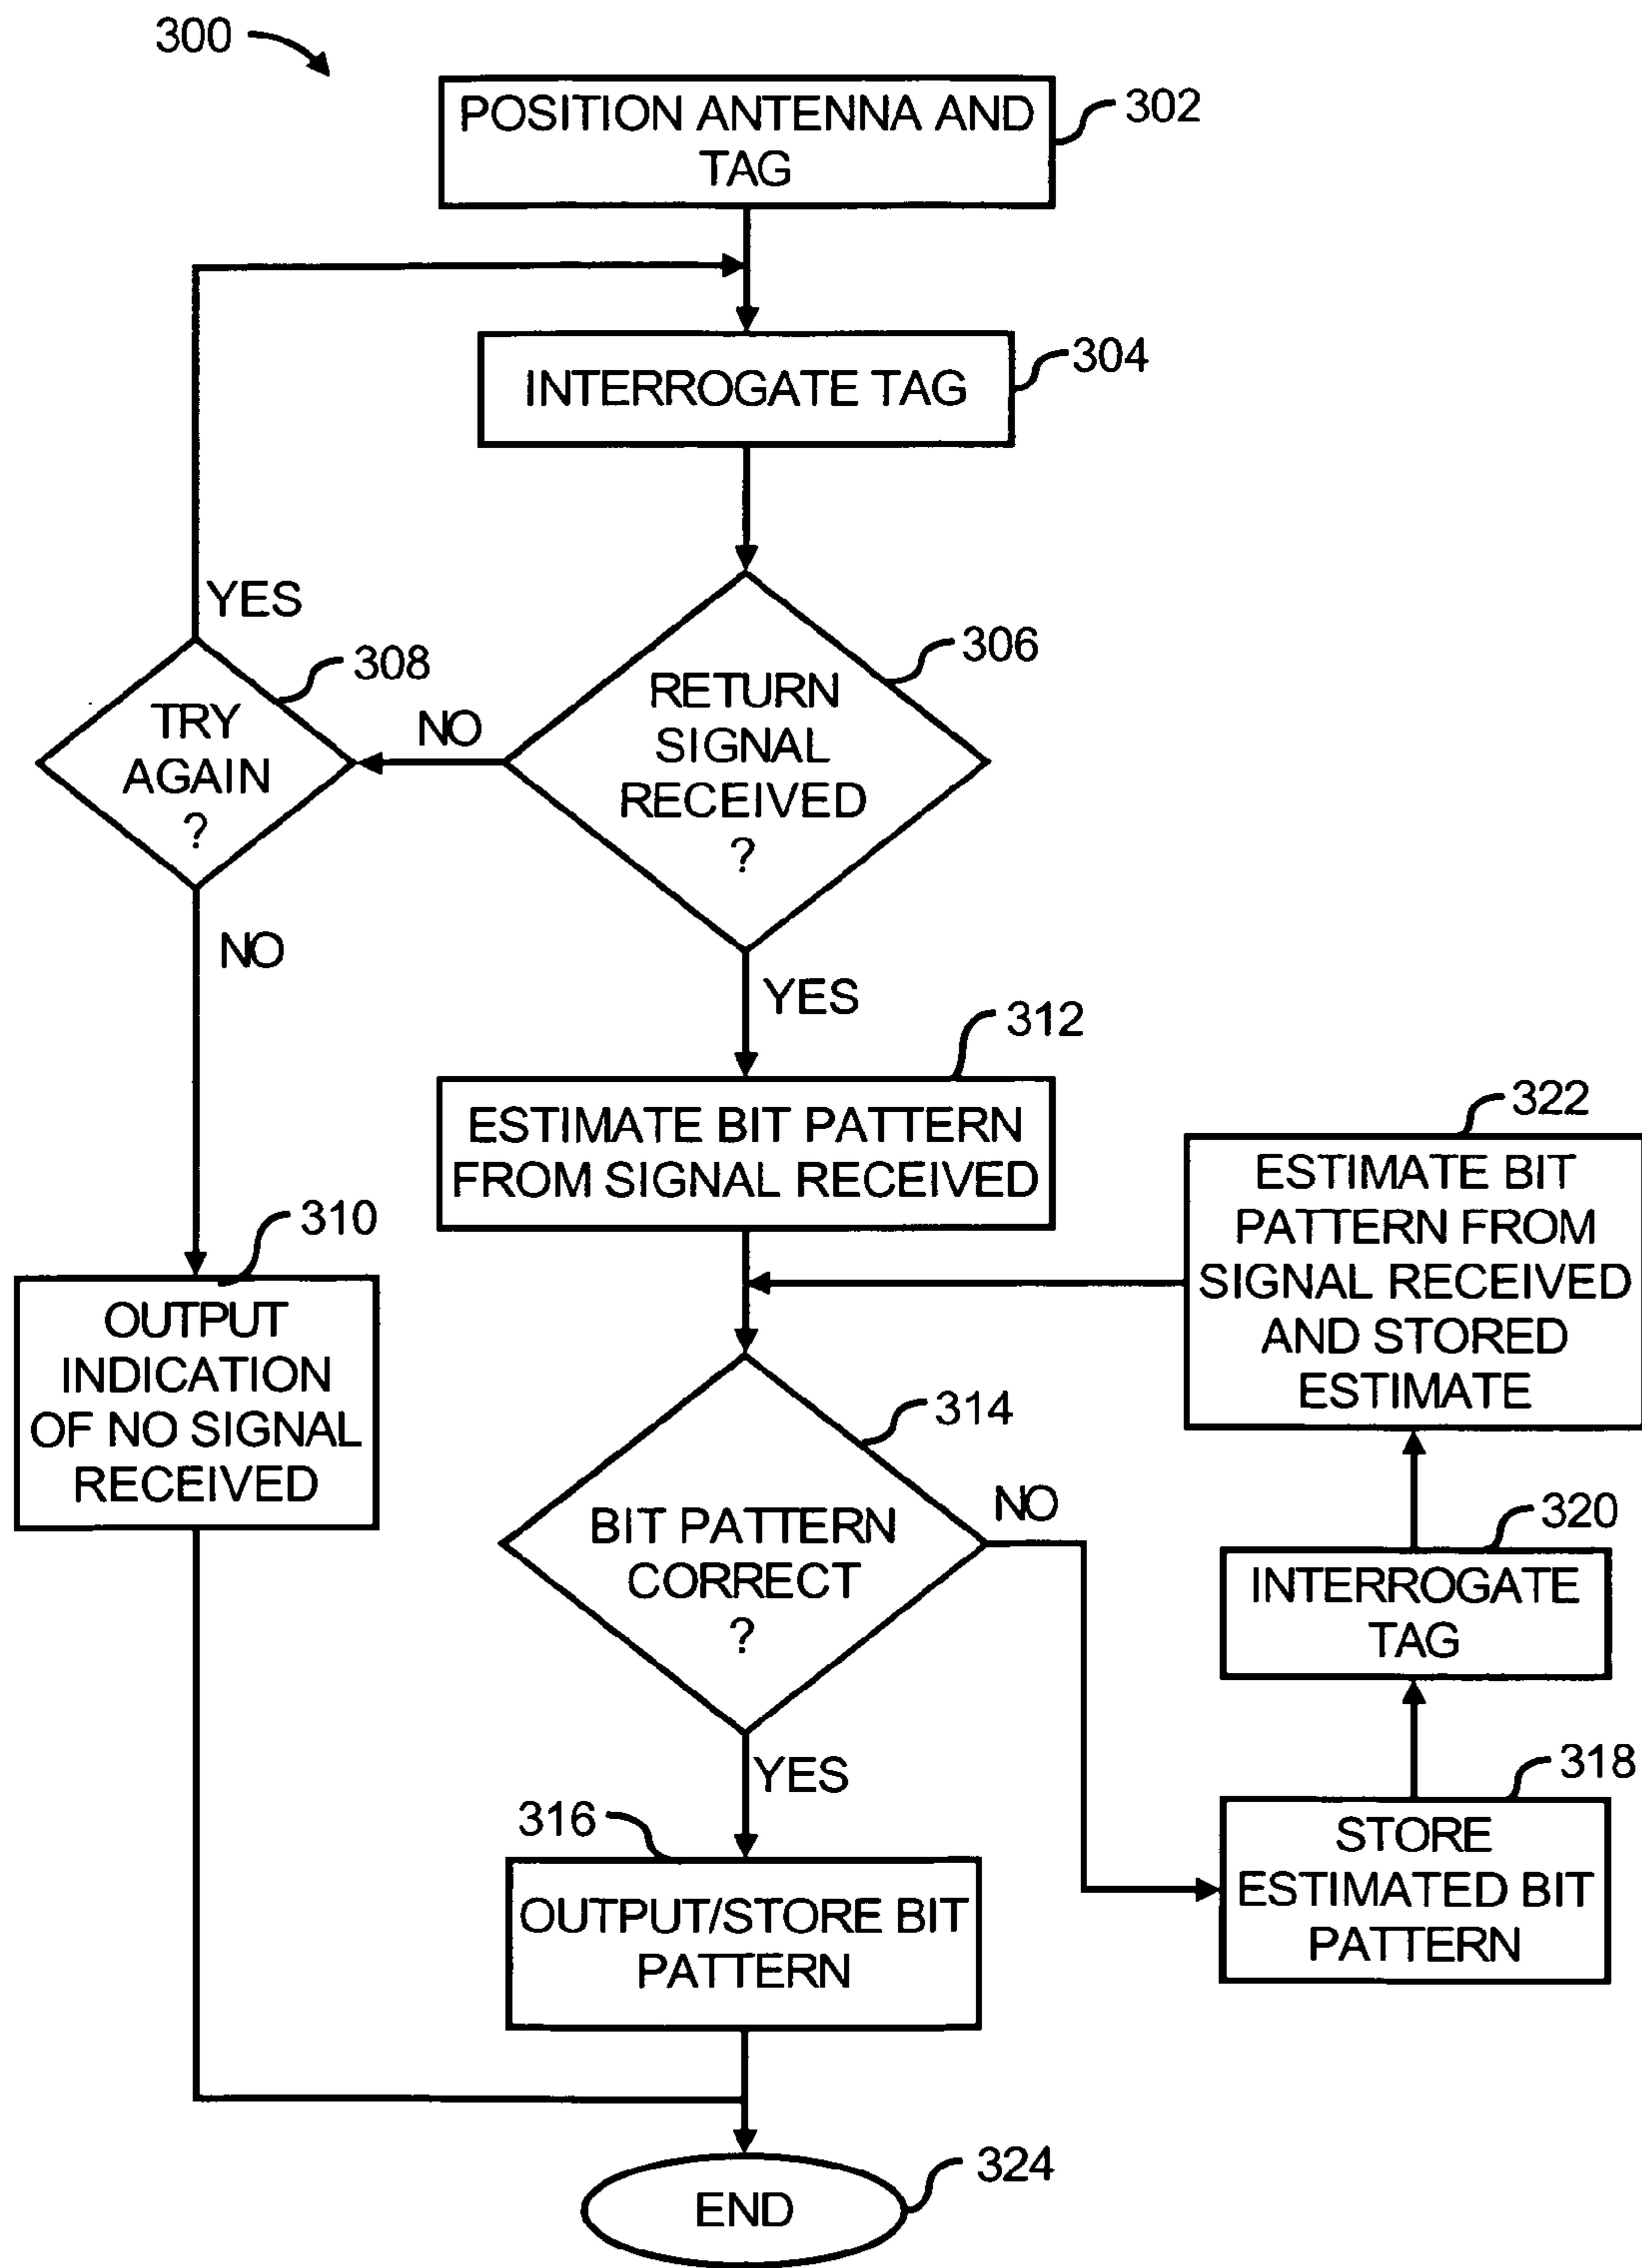 300
POSITION ANTENNA AND
TAG
302
INTERROGATE TAG
304
RETURN
SIGNAL
RECEIVED
?
306
NO
TRY
AGAIN
?
308
YES
NO
OUTPUT
INDICATION
OF NO SIGNAL
RECEIVED
310
YES
ESTIMATE BIT PATTERN
FROM SIGNAL RECEIVED
312
BIT PATTERN
CORRECT
?
314
YES
OUTPUT/STORE BIT
PATTERN
316
NO
STORE
ESTIMATED BIT
PATTERN
318
INTERROGATE
TAG
320
ESTIMATE BIT
PATTERN FROM
SIGNAL RECEIVED
AND STORED
ESTIMATE
322
END
324